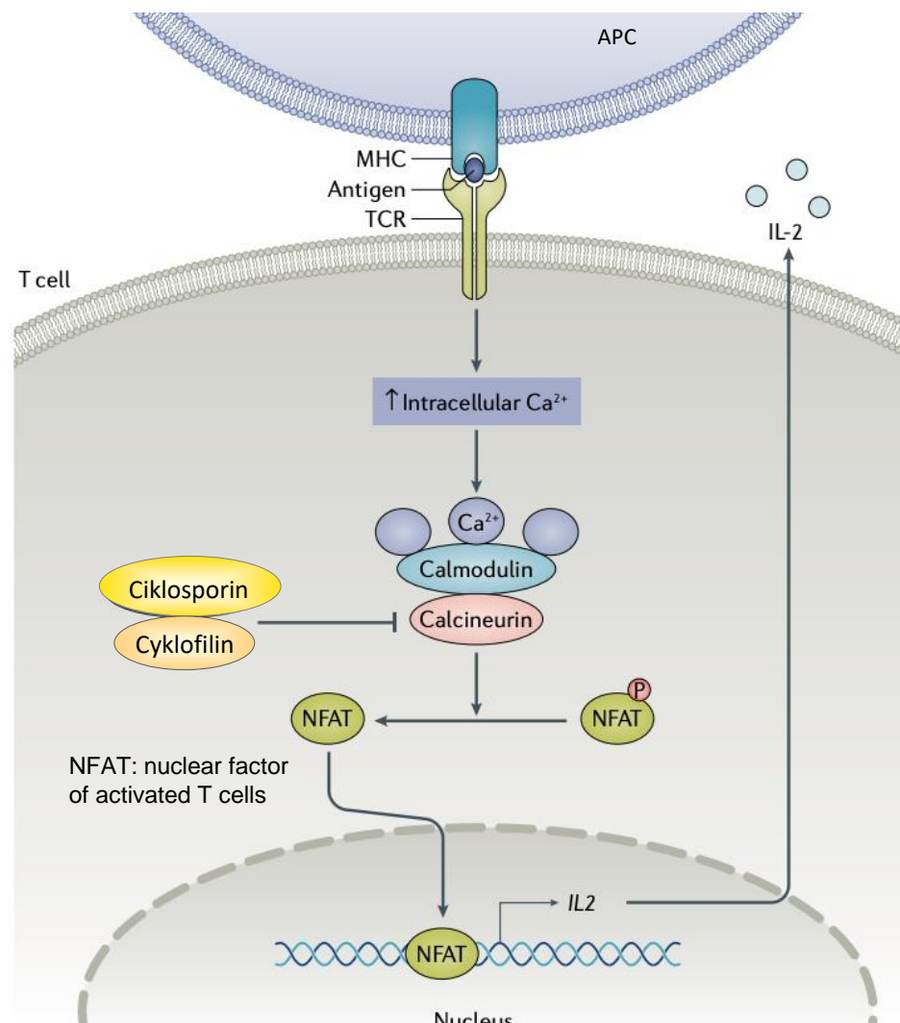 APC
MHC
Antigen
TCR
IL-2
T cell
↑ Intracellular Ca²⁺
Ca²⁺
Calmodulin
Ciklosporin
Calcineurin
Cyklofilin
P
NFAT
NFAT
NFAT: nuclear factor
of activated T cells
IL2
NFAT
Nucleus